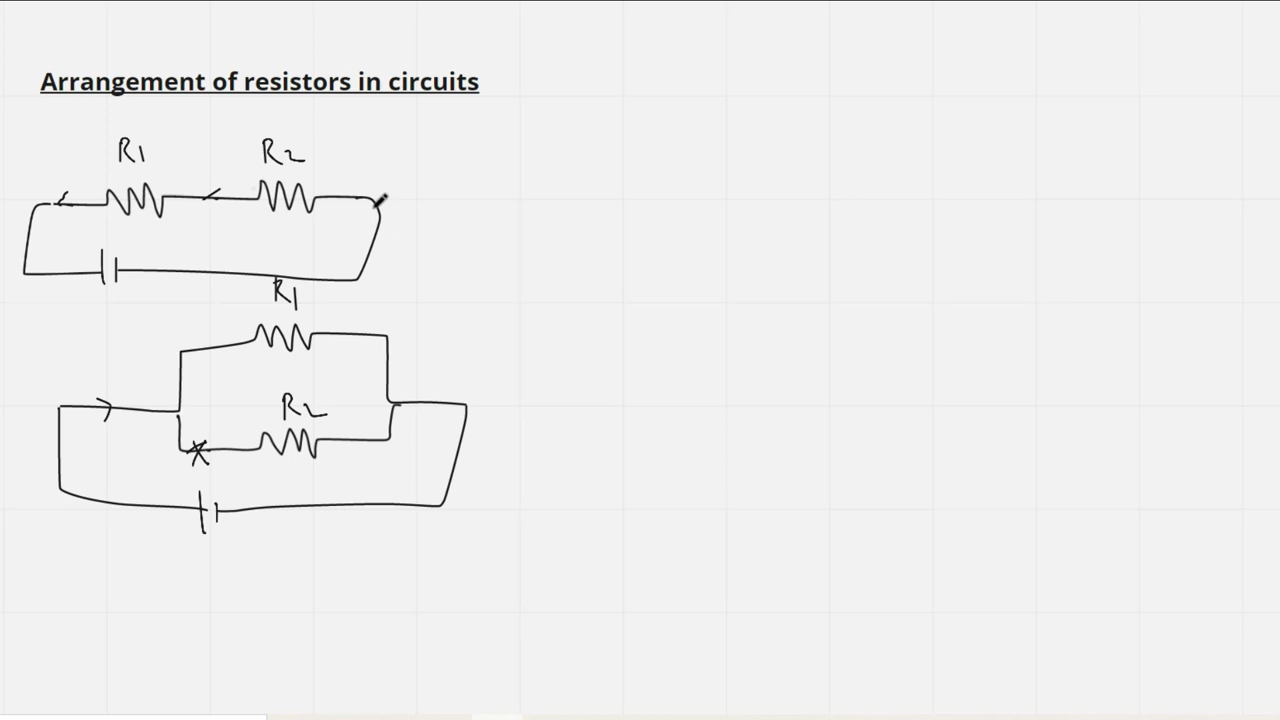 Arrangement of resistors in circuits
R1 R2
R1
R2